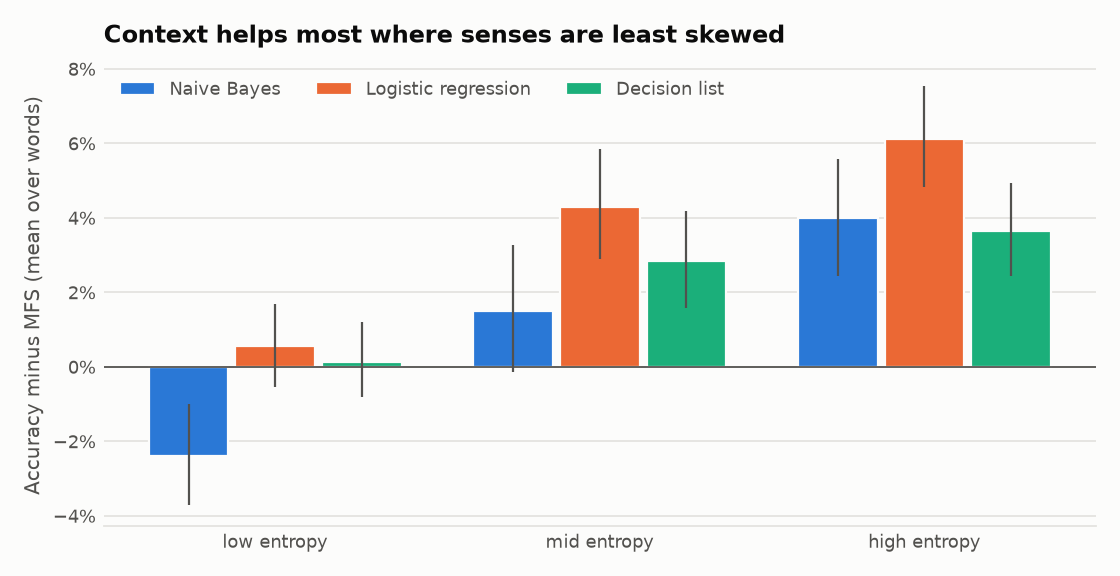 Context helps most where senses are least skewed
Naive Bayes
Logistic regression
Decision list
Accuracy minus MFS (mean over words)
8%
6%
4%
2%
0%
−2%
−4%
low entropy
mid entropy
high entropy